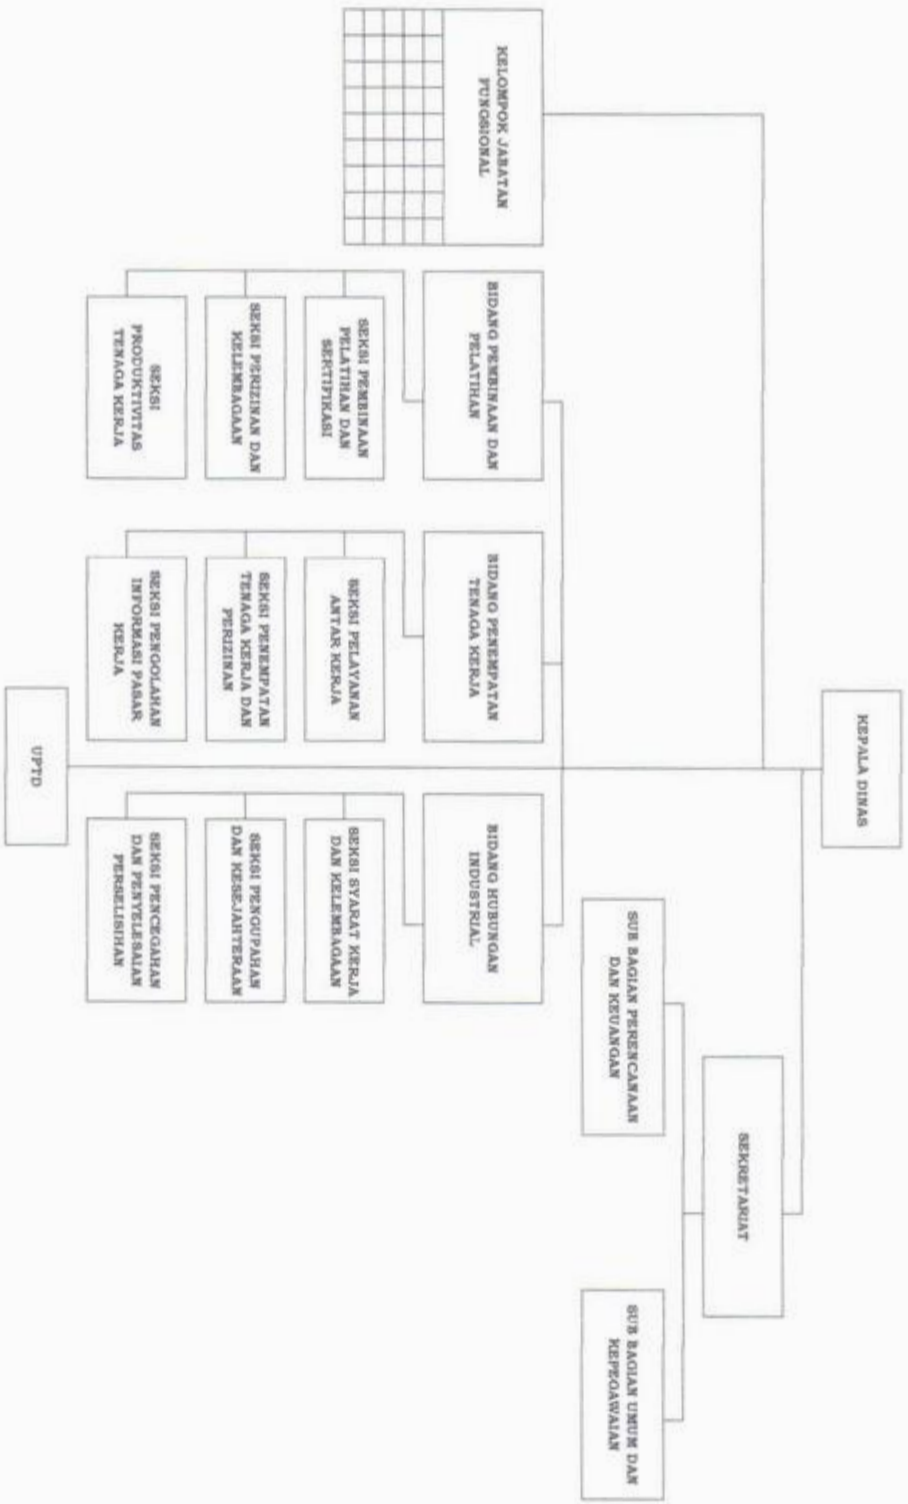 KEPALA DINAS
SEKRETARIAT
SUB BAGIAN PERENCANAAN
DAN KEUANGAN
SUB BAGIAN UMUM DAN
KEPEGAWAIAN
KELOMPOK JABATAN
FUNGSIONAL
BIDANG PEMBINAAN DAN
PELATIHAN
SEKSI PEMBINAAN
PELATIHAN DAN
SERTIFIKASI
SEKSI PERIZINAN DAN
KELEMBAGAAN
SEKSI
PRODUKTIVITAS
TENAGA KERJA
BIDANG PENEMPATAN
TENAGA KERJA
SEKSI PELAYANAN
ANTAR KERJA
SEKSI PENEMPATAN
TENAGA KERJA DAN
PERIZINAN
SEKSI PENGOLAHAN
INFORMASI PASAR
KERJA
BIDANG HUBUNGAN
INDUSTRIAL
SEKSI SYARAT KERJA
DAN KELEMBAGAAN
SEKSI PENGUPAHAN
DAN KESEJAHTERAAN
SEKSI PENCEGAHAN
DAN PENYELESAIAN
PERSELISIHAN
UPTD